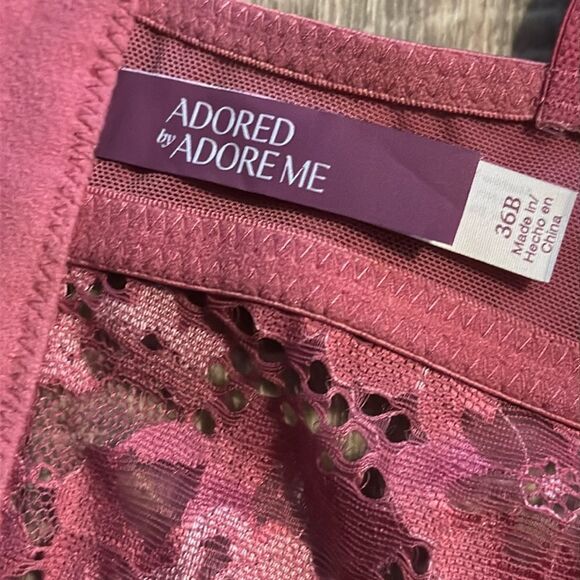 ADORED
by ADORE ME
36B
Made in/
Hecho en
China